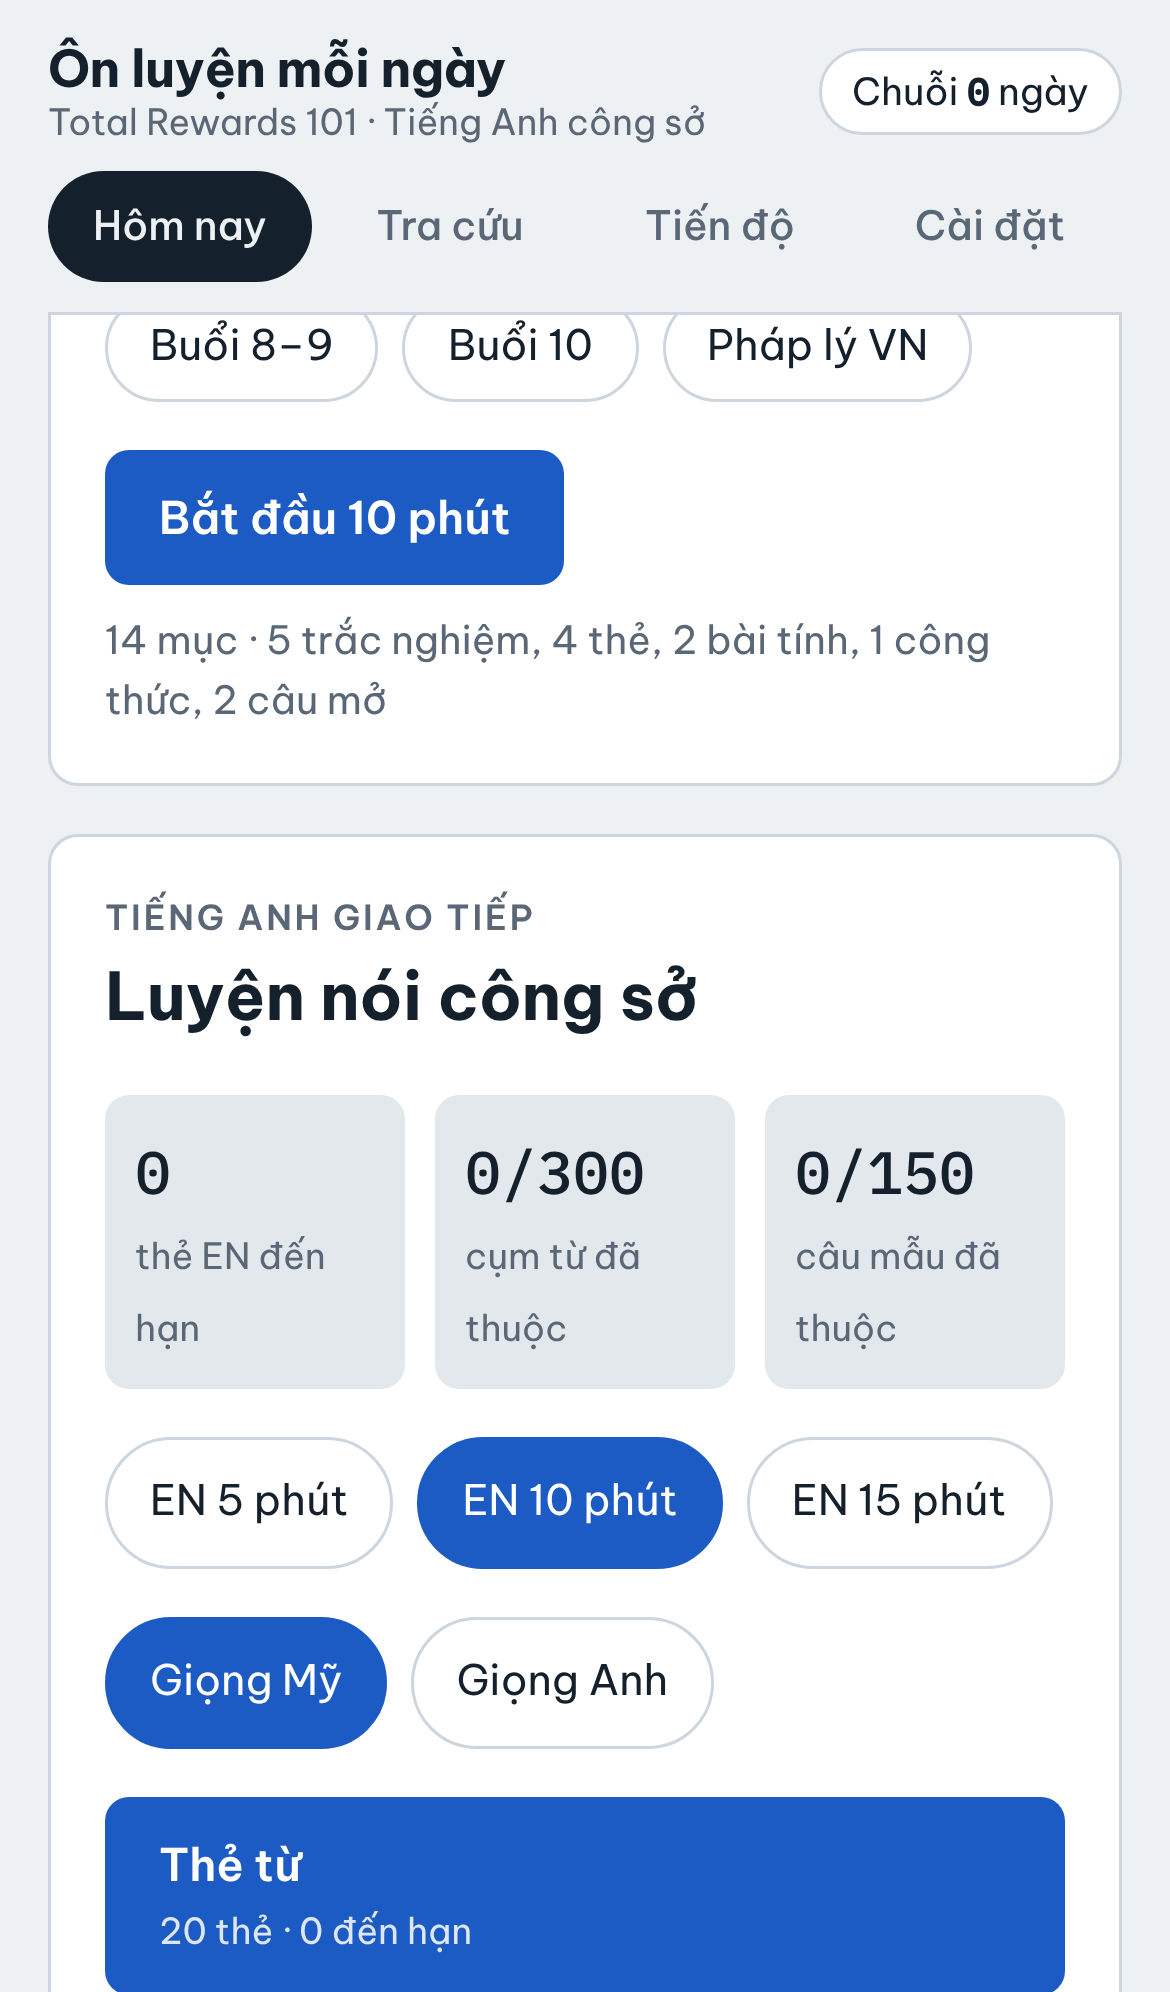 Ôn luyện mỗi ngày
Total Rewards 101 · Tiếng Anh công sở
Chuỗi 0 ngày
Hôm nay
Tra cứu
Tiến độ
Cài đặt
Buổi 8–9
Buổi 10
Pháp lý VN
Bắt đầu 10 phút
14 mục · 5 trắc nghiệm, 4 thẻ, 2 bài tính, 1 công
thức, 2 câu mở
TIẾNG ANH GIAO TIẾP
Luyện nói công sở
0
thẻ EN đến
hạn
0/300
cụm từ đã
thuộc
0/150
câu mẫu đã
thuộc
EN 5 phút
EN 10 phút
EN 15 phút
Giọng Mỹ
Giọng Anh
Thẻ từ
20 thẻ · 0 đến hạn